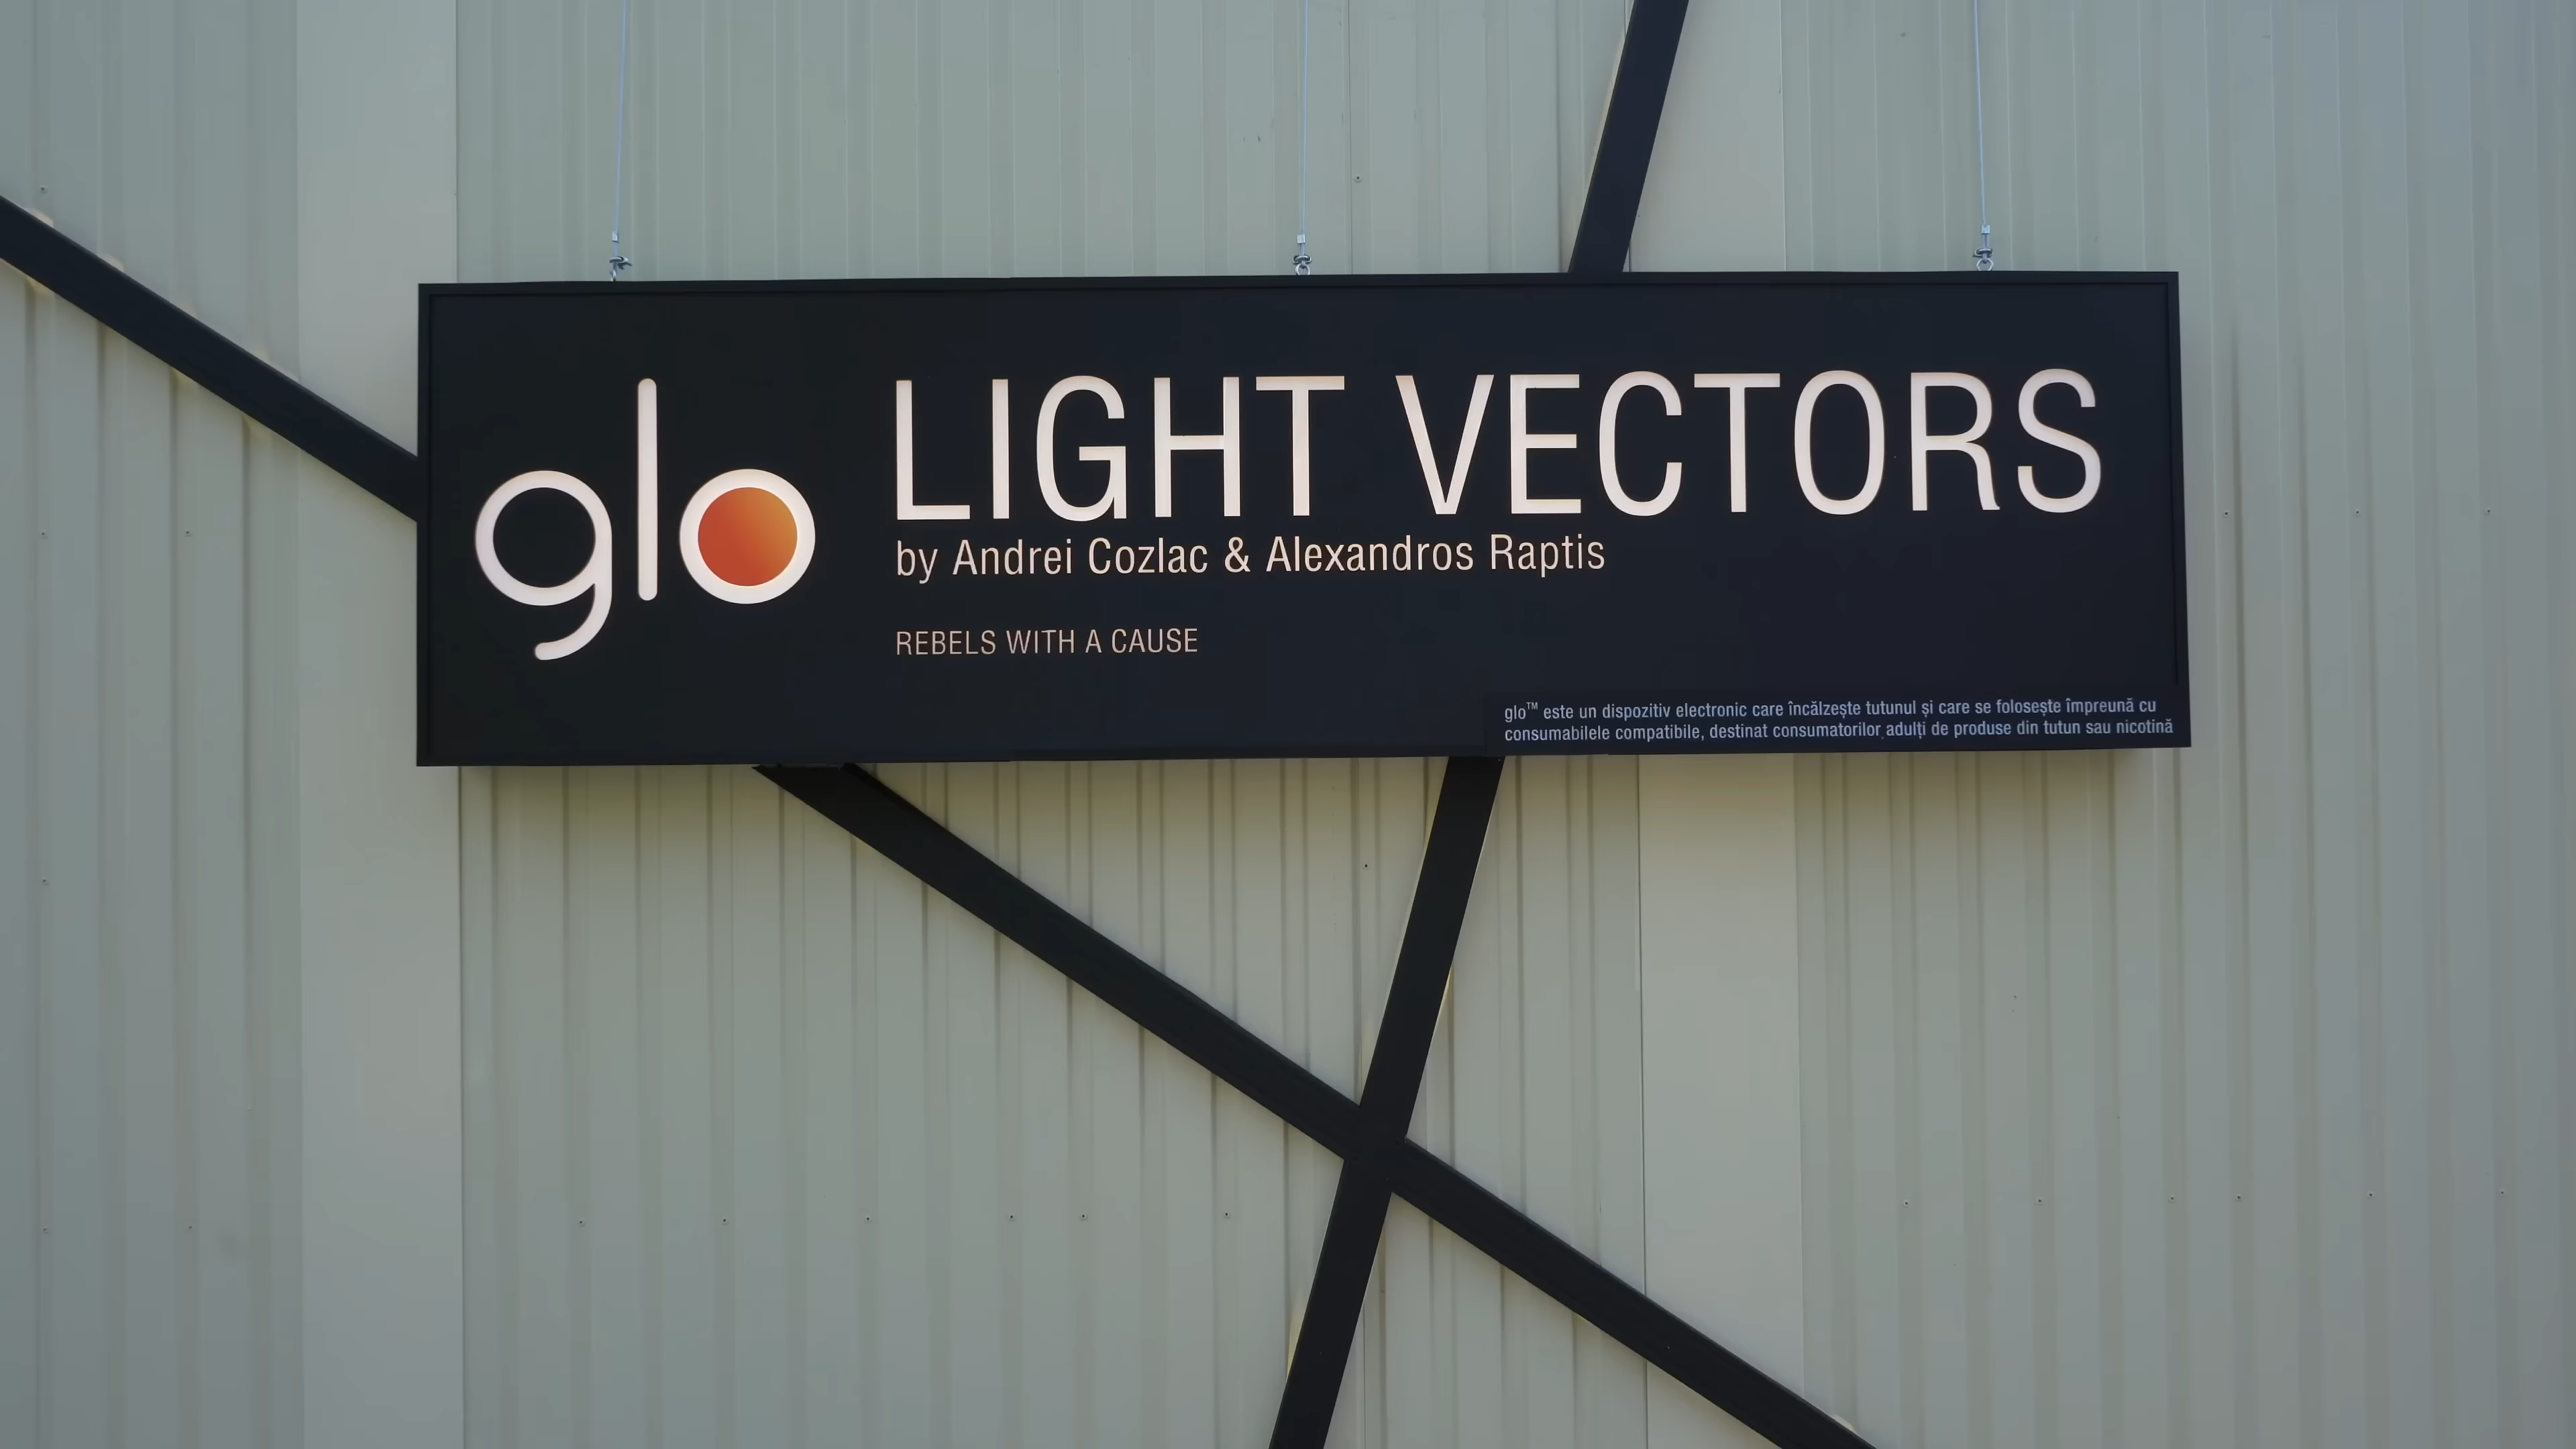 glo
LIGHT VECTORS
by Andrei Cozlac & Alexandros Raptis
REBELS WITH A CAUSE
glo™ este un dispozitiv electronic care încălzește tutunul și care se folosește împreună cu
consumabilele compatibile, destinat consumatorilor adulți de produse din tutun sau nicotină